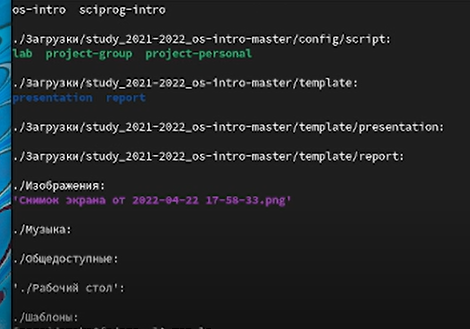 os-intro  sciprog-intro
./Загрузки/study_2021-2022_os-intro-master/config/script:
lab  project-group  project-personal
./Загрузки/study_2021-2022_os-intro-master/template:
presentation  report
./Загрузки/study_2021-2022_os-intro-master/template/presentation:
./Загрузки/study_2021-2022_os-intro-master/template/report:
./Изображения:
'Снимок экрана от 2022-04-22 17-58-33.png'
./Музыка:
./Общедоступные:
'./Рабочий стол':
./Шаблоны: